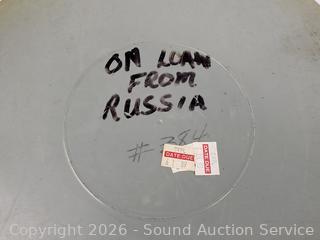 ON LOAN
FROM
RUSSIA
#384
DATE DUE
DATE DUE
Copyright 2026 - Sound Auction Service